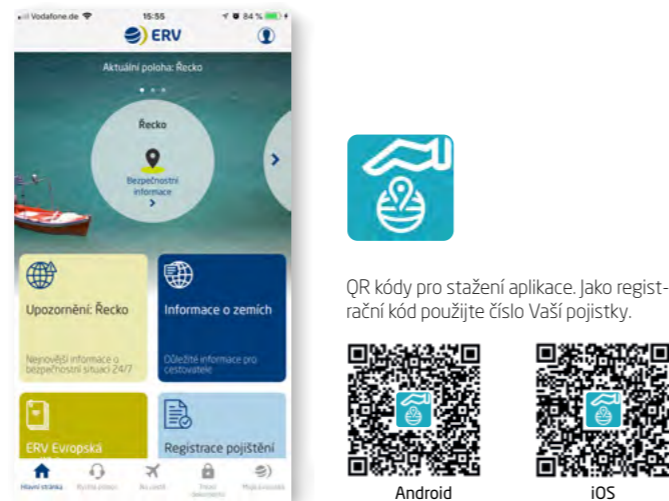 Vodafone.de
15:55
84 %
ERV
Aktuální poloha: Řecko
Řecko
Bezpečnostní
informace
Upozornění: Řecko
Nejnovější informace o
bezpečnostní situaci 24/7
Informace o zemích
Důležité informace pro
cestovatele
ERV Evropská
Registrace pojištění
Hlavní stránka
Na cestě
QR kódy pro stažení aplikace. Jako regist-
rační kód použijte číslo Vaší pojistky.
Android
iOS